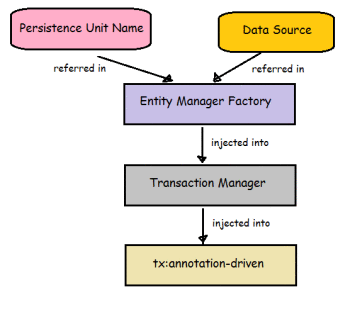 Persistence Unit Name
Data Source
referred in
referred in
Entity Manager Factory
injected into
Transaction Manager
injected into
tx:annotation-driven